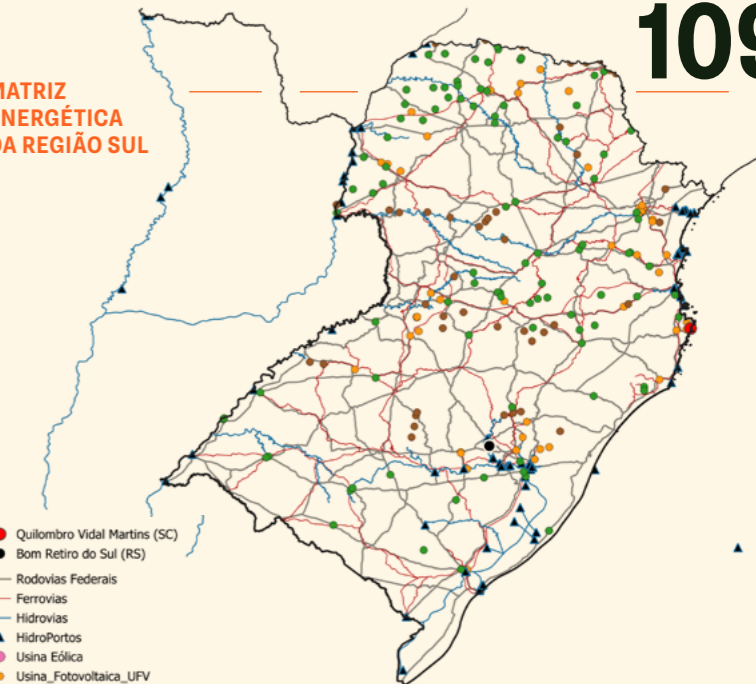 109
MATRIZ
ENERGÉTICA
DA REGIÃO SUL
Quilombro Vidal Martins (SC)
Bom Retiro do Sul (RS)
Rodovias Federais
Ferrovias
Hidrovias
HidroPortos
Usina Eólica
Usina_Fotovoltaica_UFV